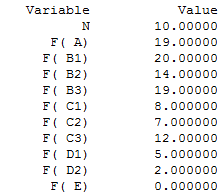 Variable Value
N 10.00000
F( A) 19.00000
F( B1) 20.00000
F( B2) 14.00000
F( B3) 19.00000
F( C1) 8.000000
F( C2) 7.000000
F( C3) 12.00000
F( D1) 5.000000
F( D2) 2.000000
F( E) 0.000000